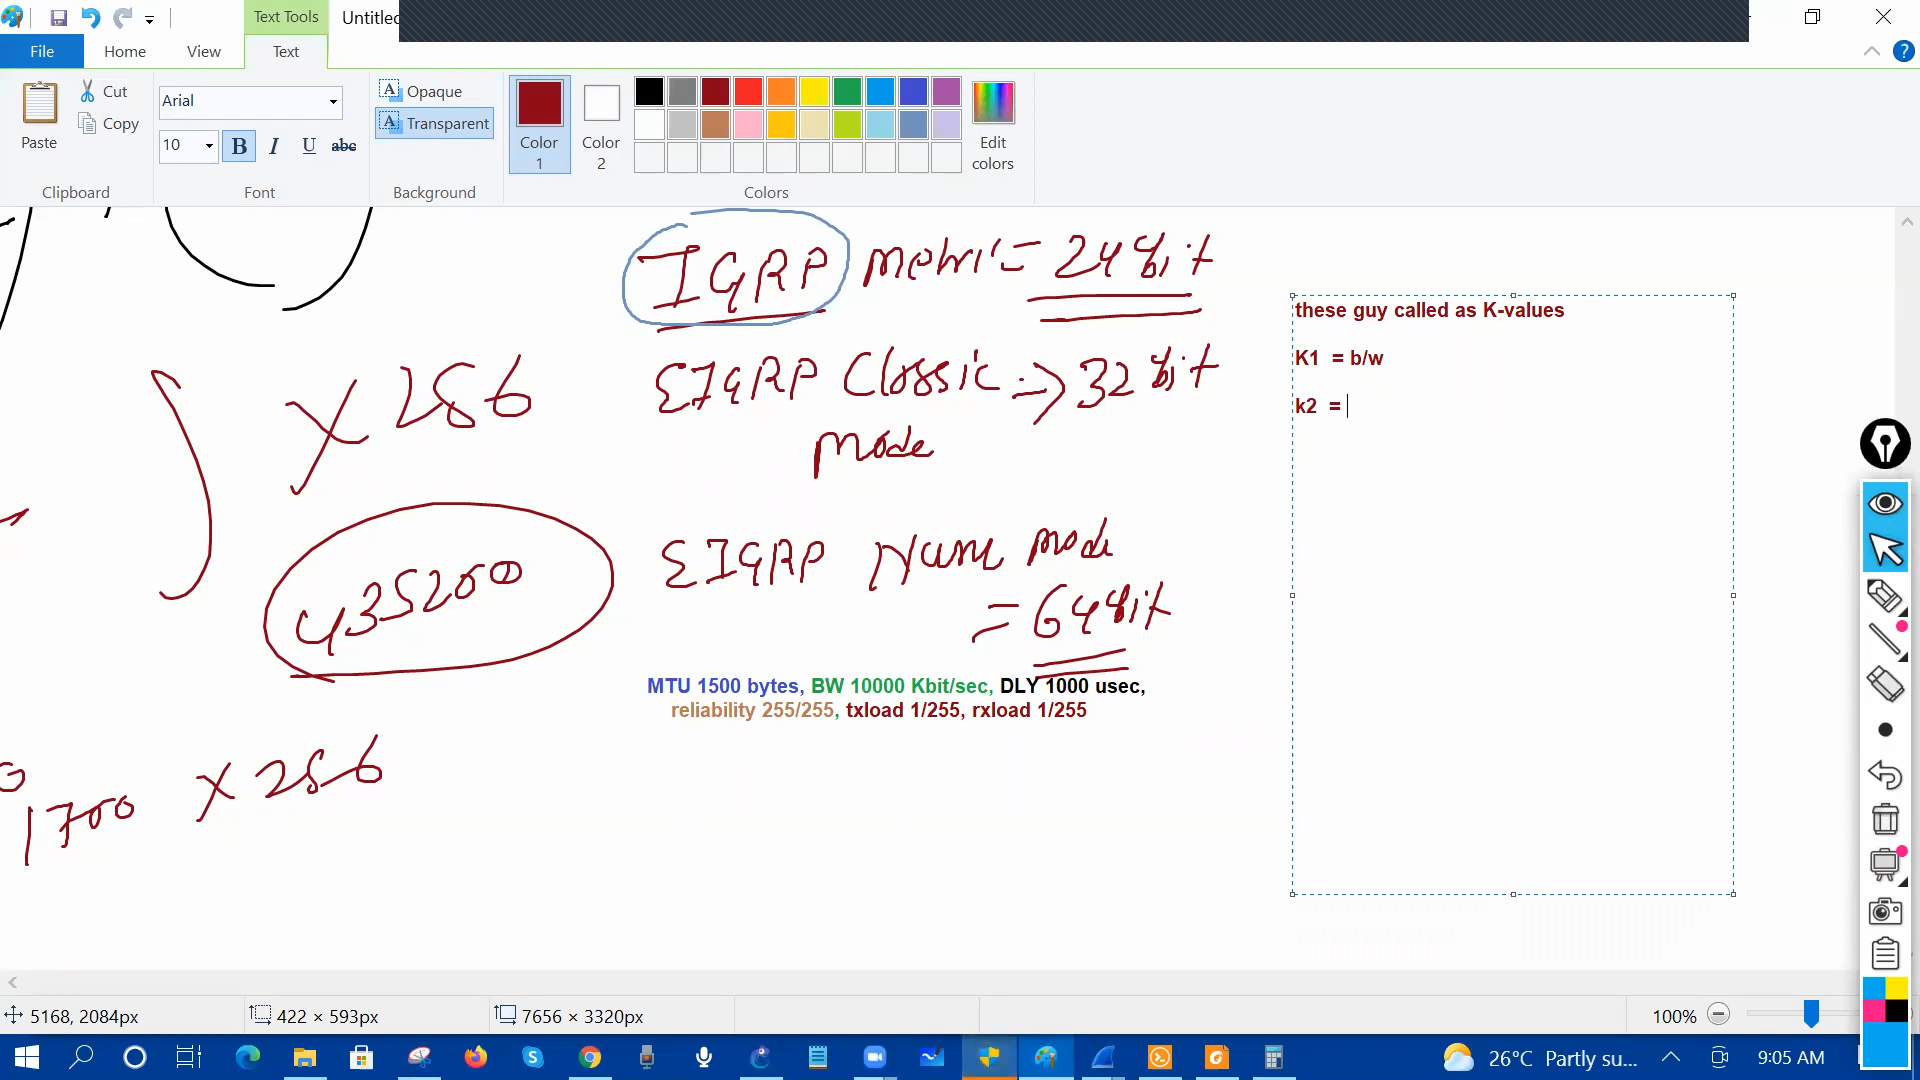 Text Tools
Untitled
File
Home
View
Text
Paste
Cut
Copy
Clipboard
Arial
10
B
I
U
abc
Font
A Opaque
A Transparent
Background
Color
1
Color
2
Edit
colors
Colors
IGRP Metric = 24 bit
EIGRP Classic => 32 bit
Mode
EIGRP Name mode
= 64 bit
X 256
435200
1700 X 256
MTU 1500 bytes, BW 10000 Kbit/sec, DLY 1000 usec,
reliability 255/255, txload 1/255, rxload 1/255
these guy called as K-values
K1 = b/w
k2 =
5168, 2084px
422 × 593px
7656 × 3320px
100%
26°C Partly su...
9:05 AM